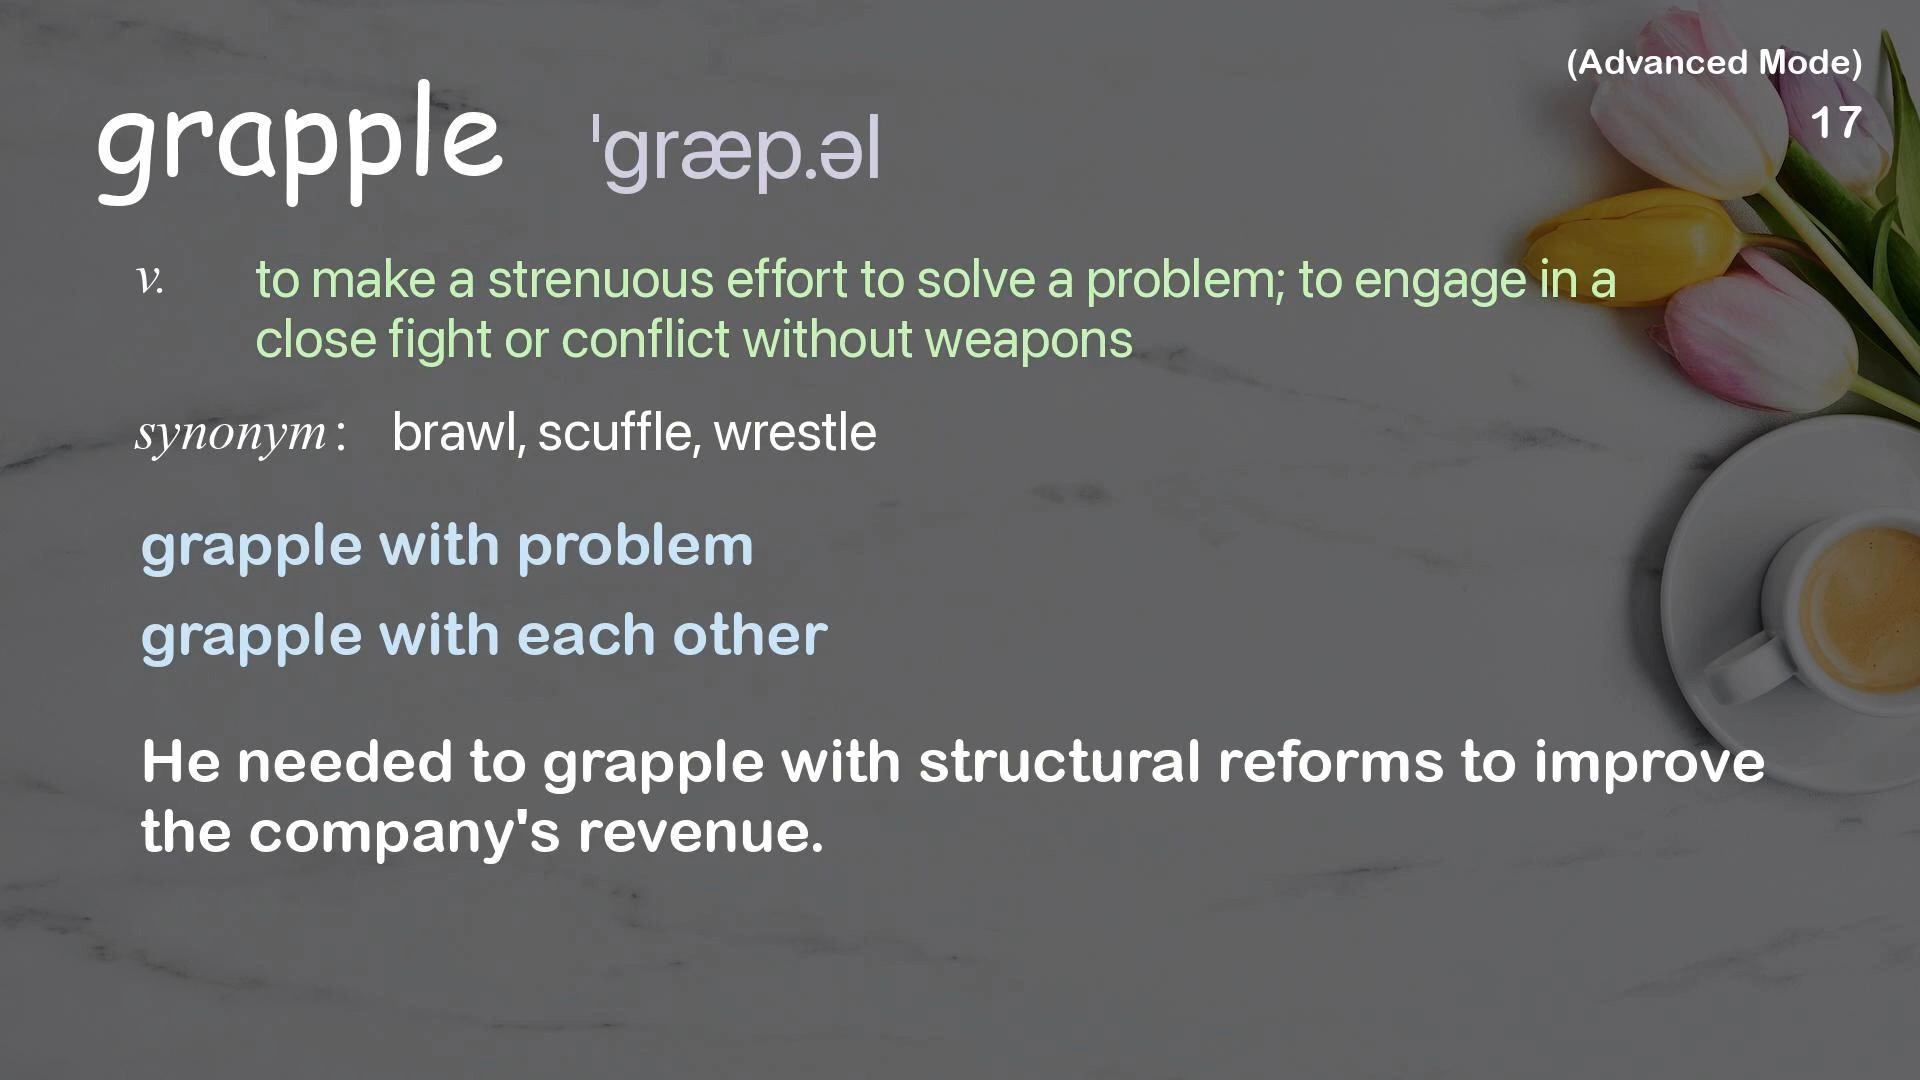 (Advanced Mode)
17
grapple ˈɡræp.əl
v. to make a strenuous effort to solve a problem; to engage in a
close fight or conflict without weapons
synonym : brawl, scuffle, wrestle
grapple with problem
grapple with each other
He needed to grapple with structural reforms to improve
the company's revenue.